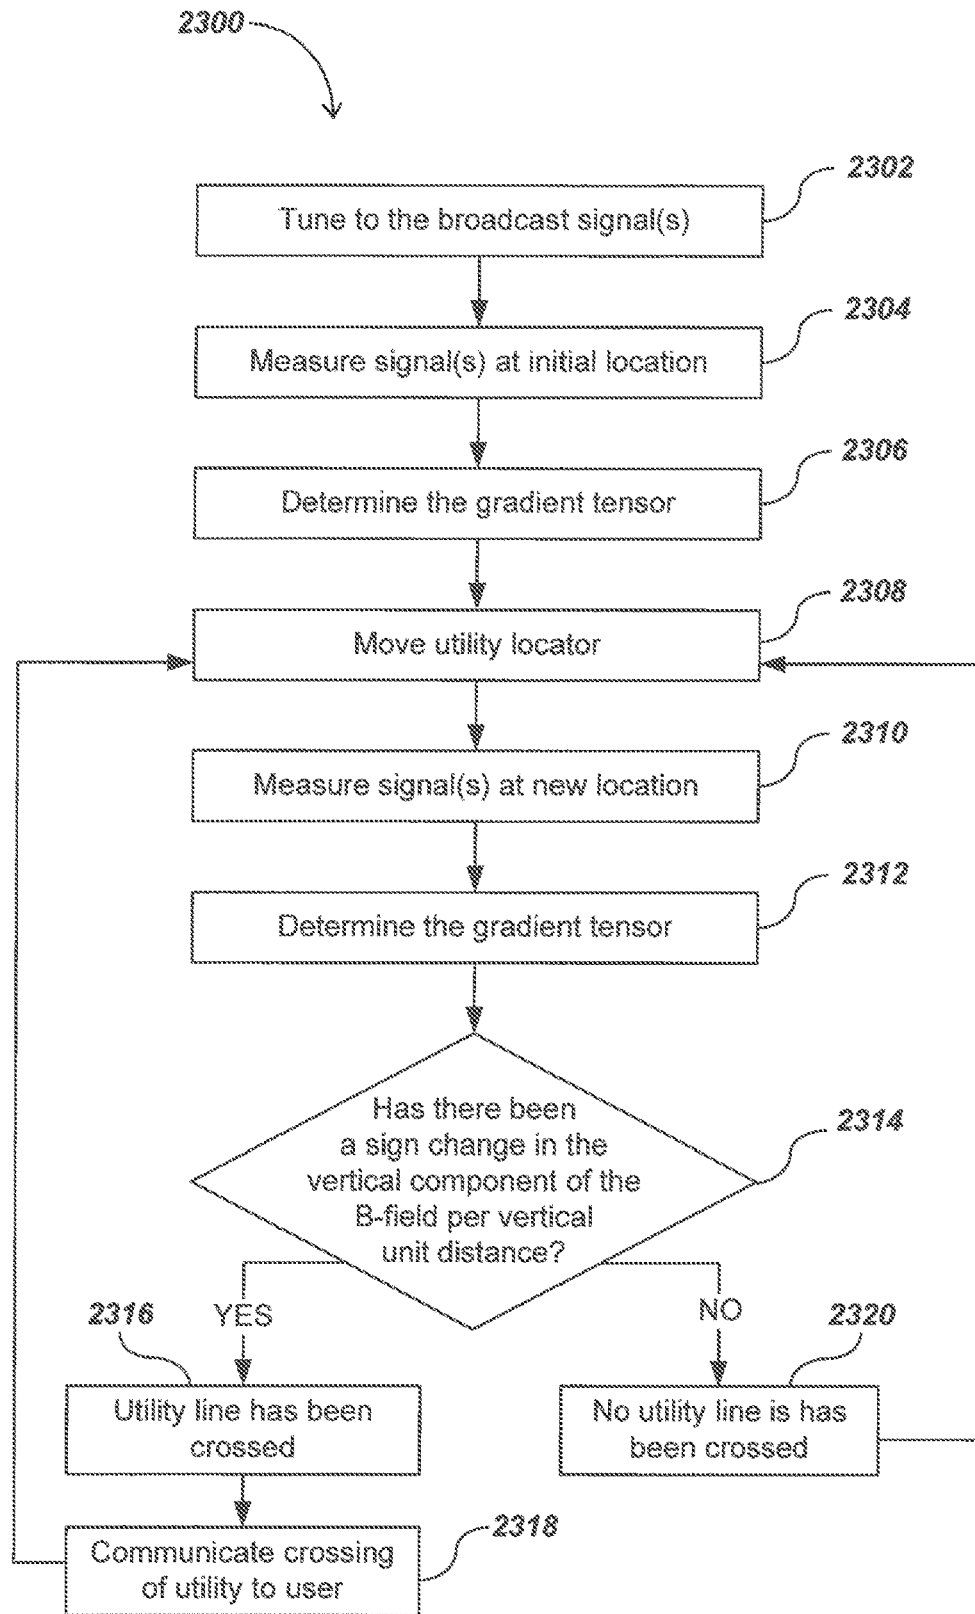 2300
2302
Tune to the broadcast signal(s)
2304
Measure signal(s) at initial location
2306
Determine the gradient tensor
2308
Move utility locator
2310
Measure signal(s) at new location
2312
Determine the gradient tensor
2314
Has there been
a sign change in the
vertical component of the
B-field per vertical
unit distance?
2316
YES
NO
2320
Utility line has been
crossed
No utility line is has
been crossed
2318
Communicate crossing
of utility to user